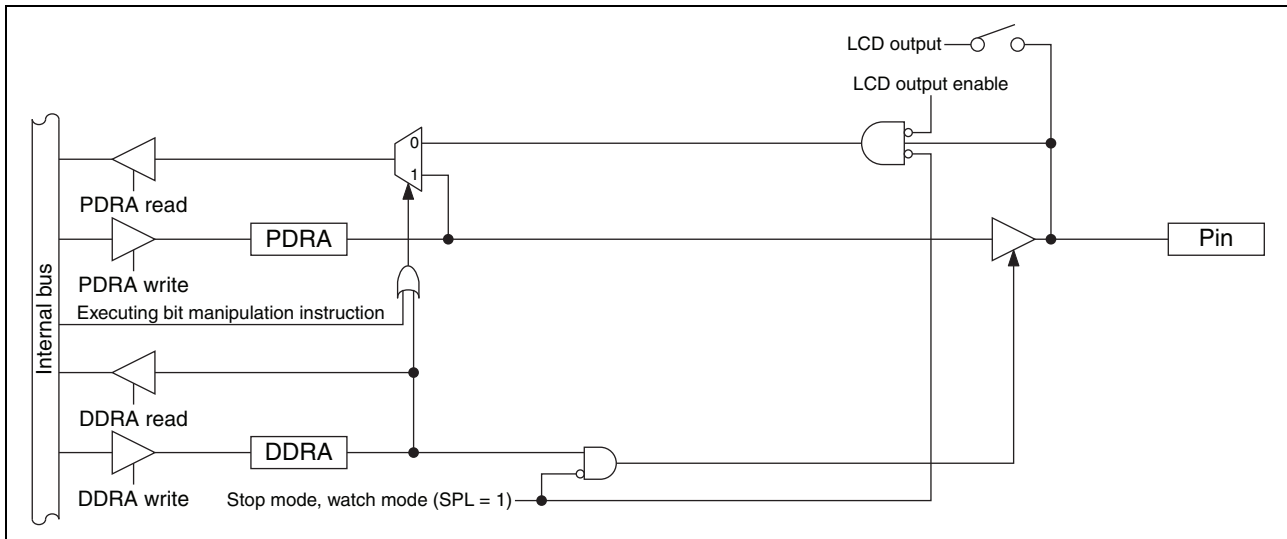 LCD output
LCD output enable
0
1
PDRA read
PDRA
Pin
PDRA write
Executing bit manipulation instruction
Internal bus
DDRA read
DDRA
DDRA write
Stop mode, watch mode (SPL = 1)